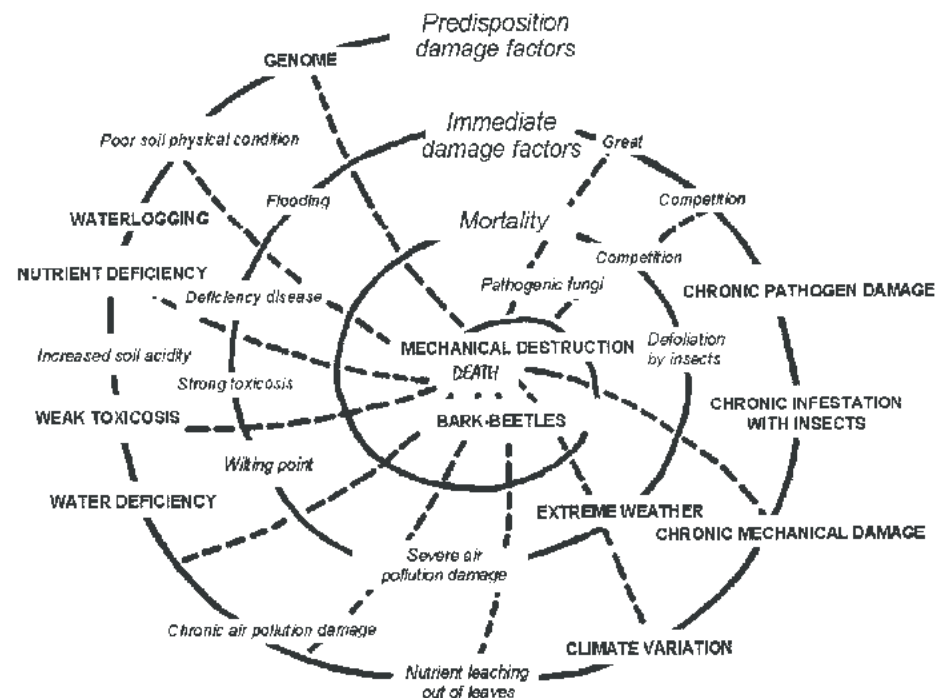 Predisposition
damage factors
GENOME
Immediate
damage factors
Great
Poor soil physical condition
Flooding
Competition
WATERLOGGING
Mortality
Competition
NUTRIENT DEFICIENCY
Deficiency disease
Pathogenic fungi
CHRONIC PATHOGEN DAMAGE
Increased soil acidity
MECHANICAL DESTRUCTION
Defoliation
by insects
DEATH
Strong toxicosis
WEAK TOXICOSIS
BARK-BEETLES
CHRONIC INFESTATION
WITH INSECTS
Wilting point
WATER DEFICIENCY
EXTREME WEATHER
CHRONIC MECHANICAL DAMAGE
Severe air
pollution damage
Chronic air pollution damage
CLIMATE VARIATION
Nutrient leaching
out of leaves